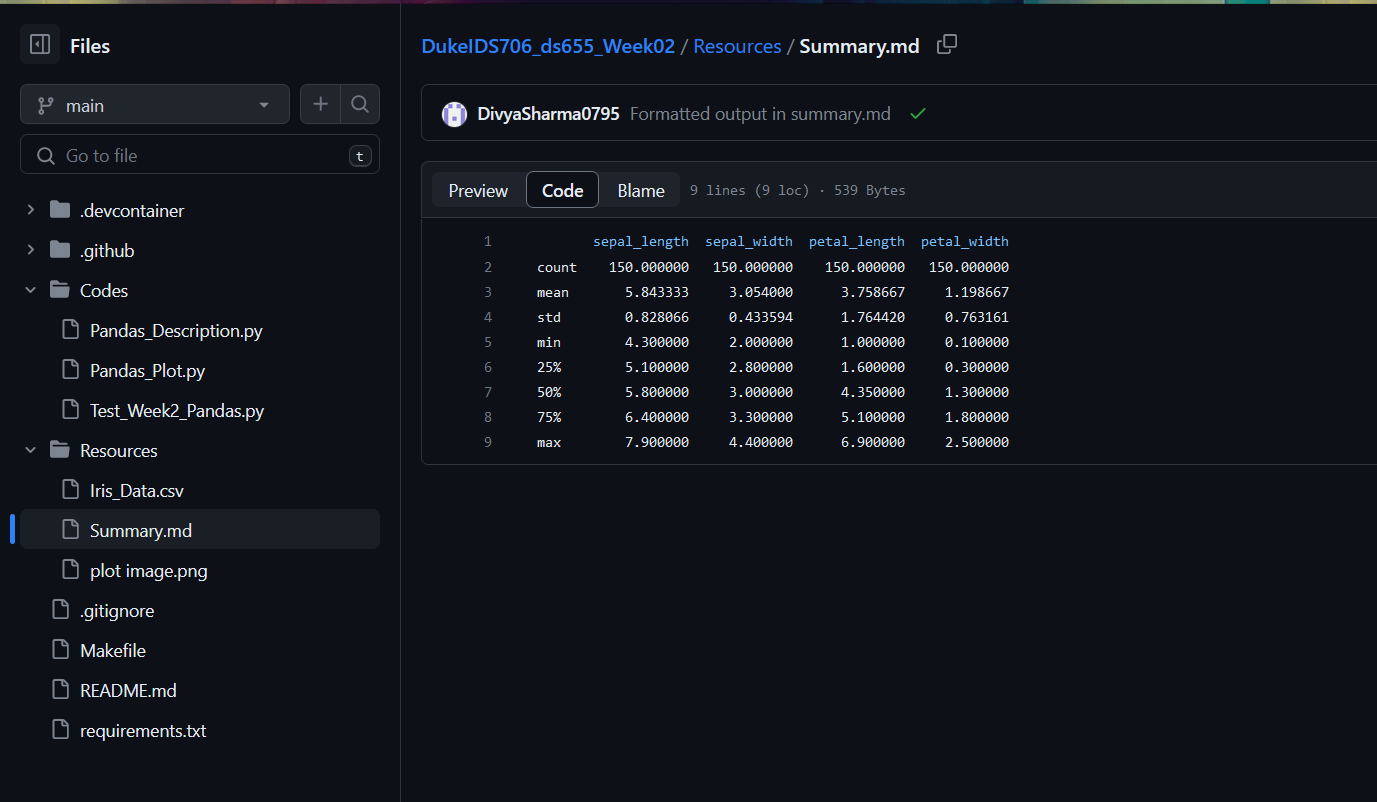 Files
main
Go to file
t
.devcontainer
.github
Codes
Pandas_Description.py
Pandas_Plot.py
Test_Week2_Pandas.py
Resources
Iris_Data.csv
Summary.md
plot image.png
.gitignore
Makefile
README.md
requirements.txt
DukeIDS706_ds655_Week02 / Resources / Summary.md
DivyaSharma0795 Formatted output in summary.md
Preview Code Blame 9 lines (9 loc) · 539 Bytes
1 sepal_length sepal_width petal_length petal_width
2 count 150.000000 150.000000 150.000000 150.000000
3 mean 5.843333 3.054000 3.758667 1.198667
4 std 0.828066 0.433594 1.764420 0.763161
5 min 4.300000 2.000000 1.000000 0.100000
6 25% 5.100000 2.800000 1.600000 0.300000
7 50% 5.800000 3.000000 4.350000 1.300000
8 75% 6.400000 3.300000 5.100000 1.800000
9 max 7.900000 4.400000 6.900000 2.500000